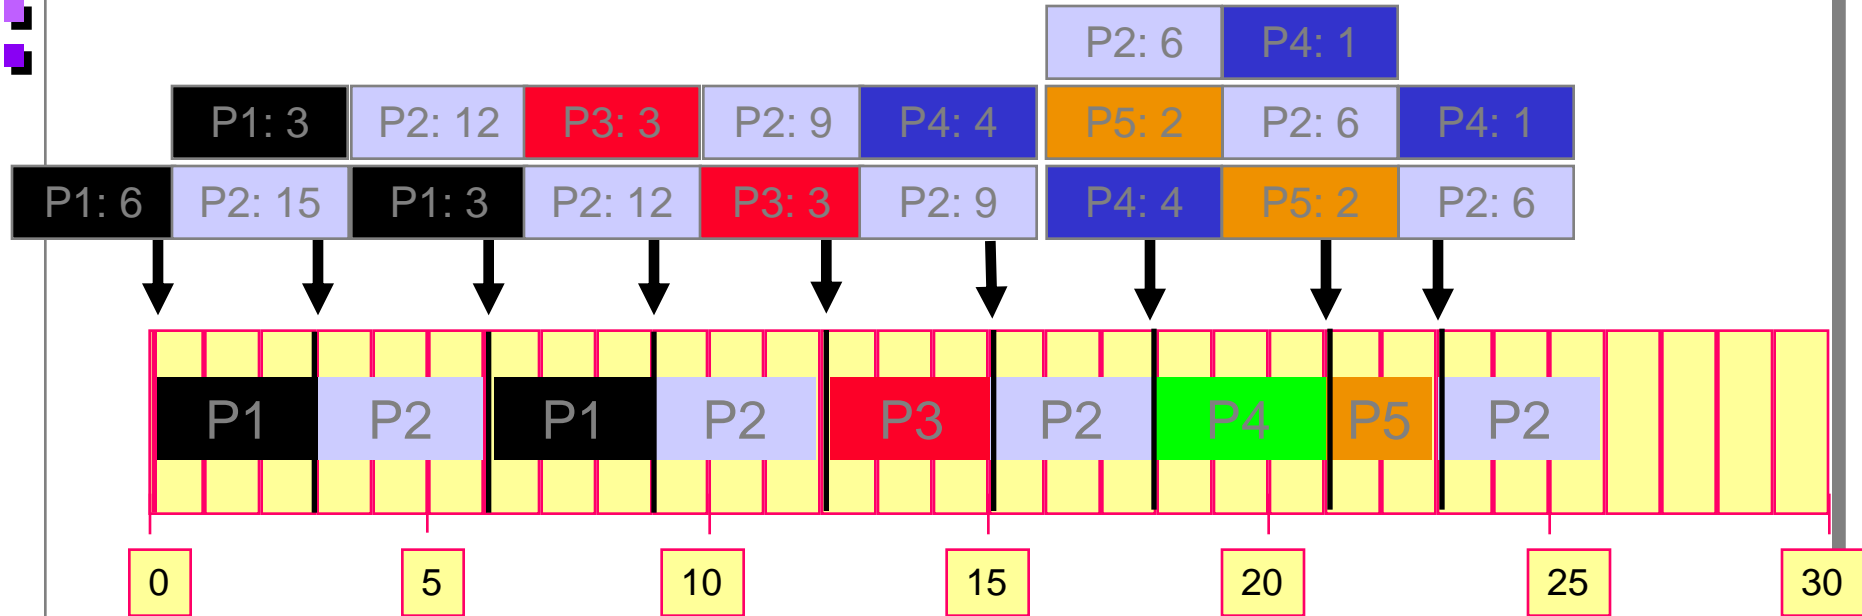 P2: 6 P4: 1
P1: 3 P2: 12 P3: 3 P2: 9 P4: 4 P5: 2 P2: 6 P4: 1
P1: 6 P2: 15 P1: 3 P2: 12 P3: 3 P2: 9 P4: 4 P5: 2 P2: 6
P1 P2 P1 P2 P3 P2 P4 P5 P2
0 5 10 15 20 25 30